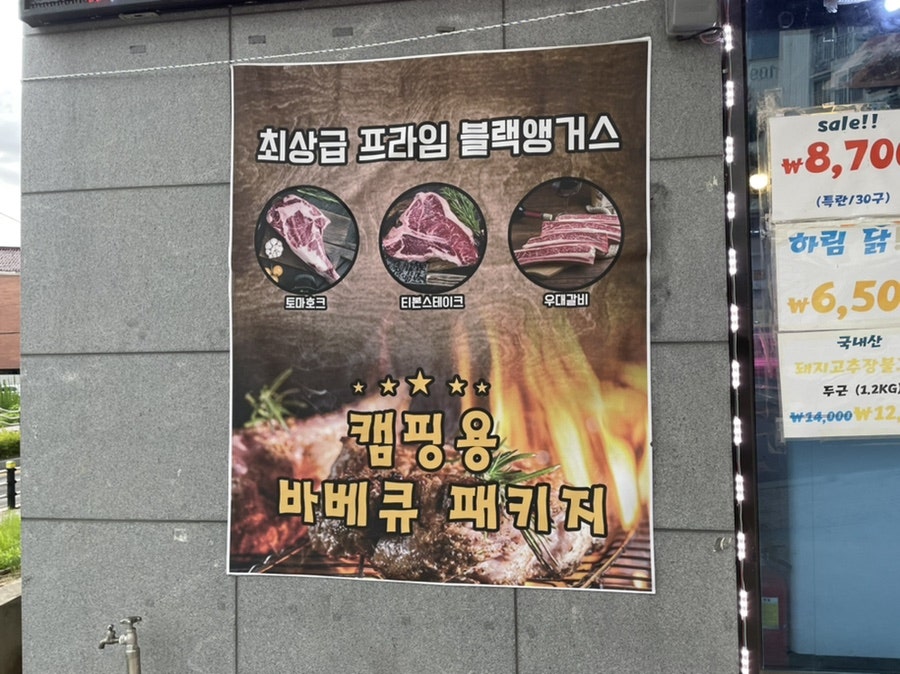 최상급 프라임 블랙앵거스
토마호크
티본스테이크
우대갈비
캠핑용
바베큐 패키지
sale!!
₩8,700
(특란/30구)
하림 닭!
₩6,50
국내산
돼지고추장불
두근 (1.2KG)
₩14,000 ₩12,